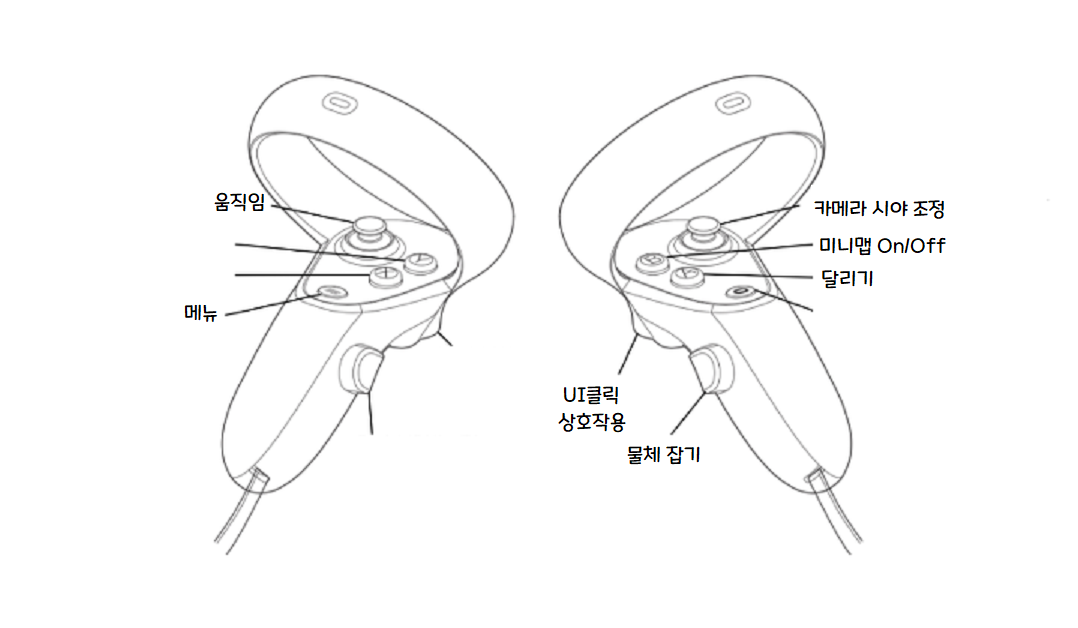 움직임
메뉴
카메라 시야 조정
미니맵 On/Off
달리기
UI클릭
상호작용
물체 잡기